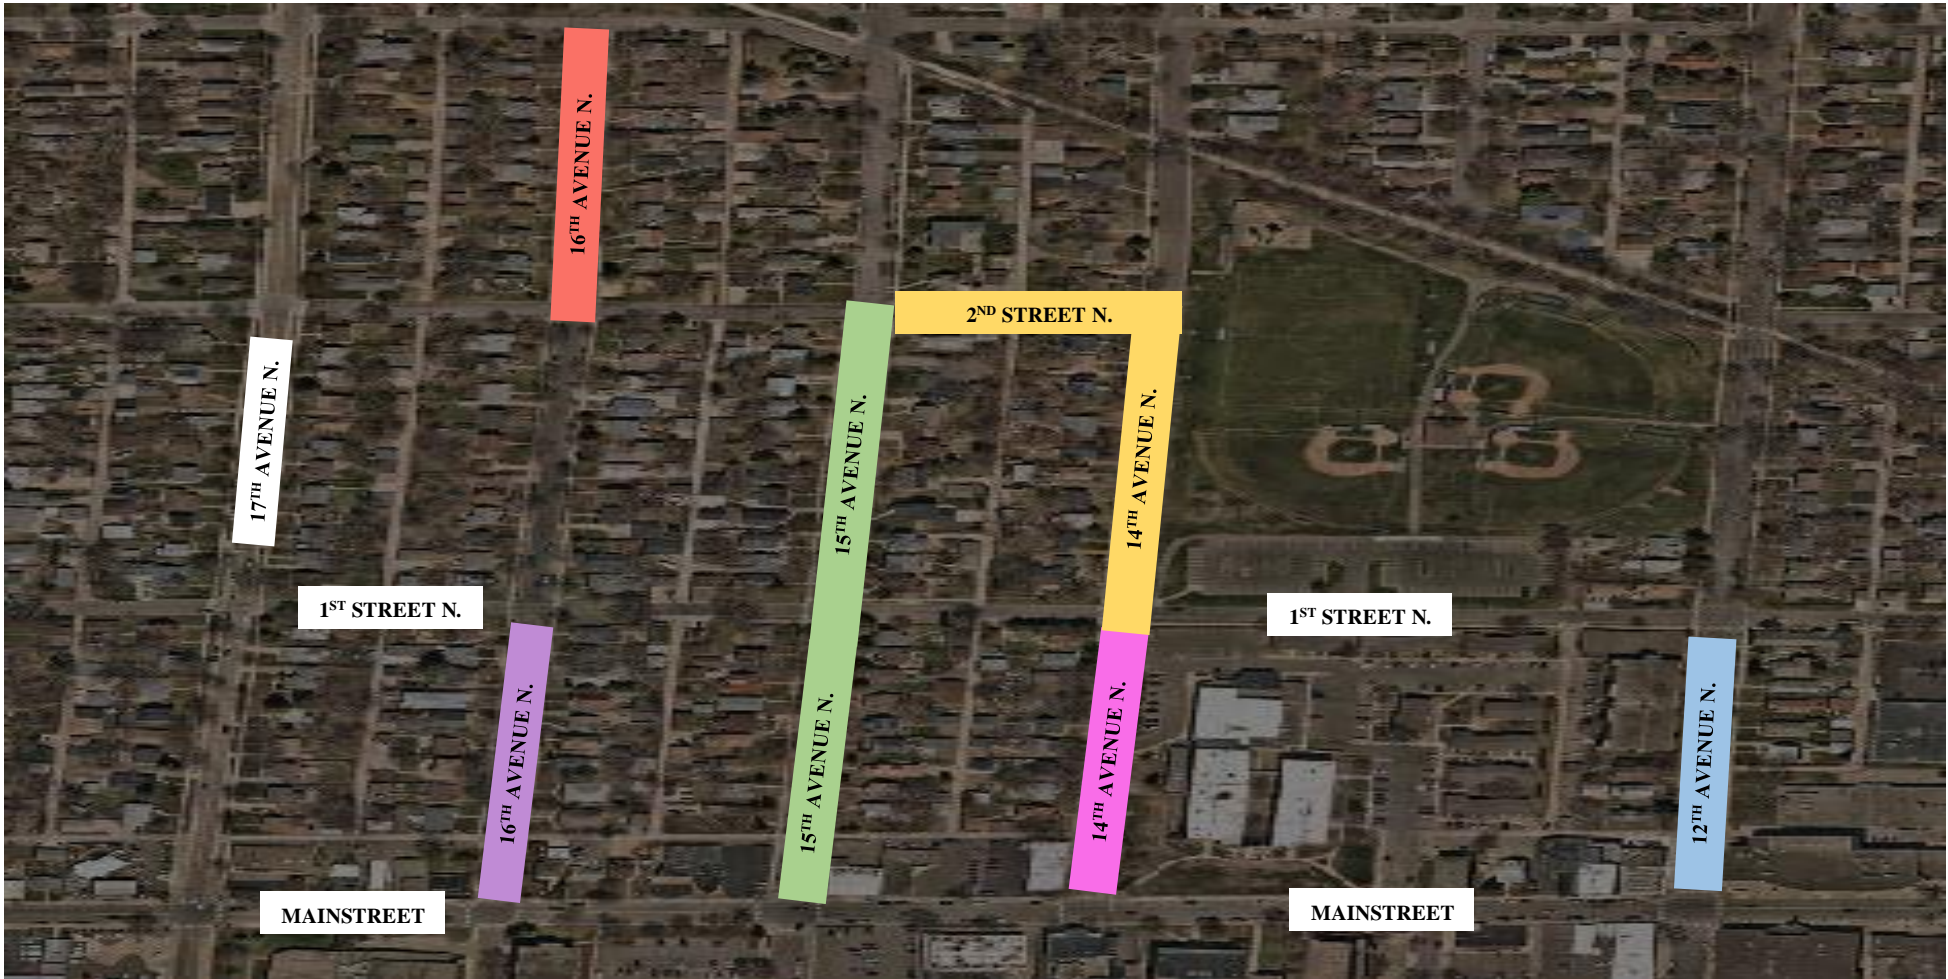 16TH AVENUE N.
2ND STREET N.
17TH AVENUE N.
15TH AVENUE N.
14TH AVENUE N.
1ST STREET N.
1ST STREET N.
16TH AVENUE N.
15TH AVENUE N.
14TH AVENUE N.
12TH AVENUE N.
MAINSTREET
MAINSTREET